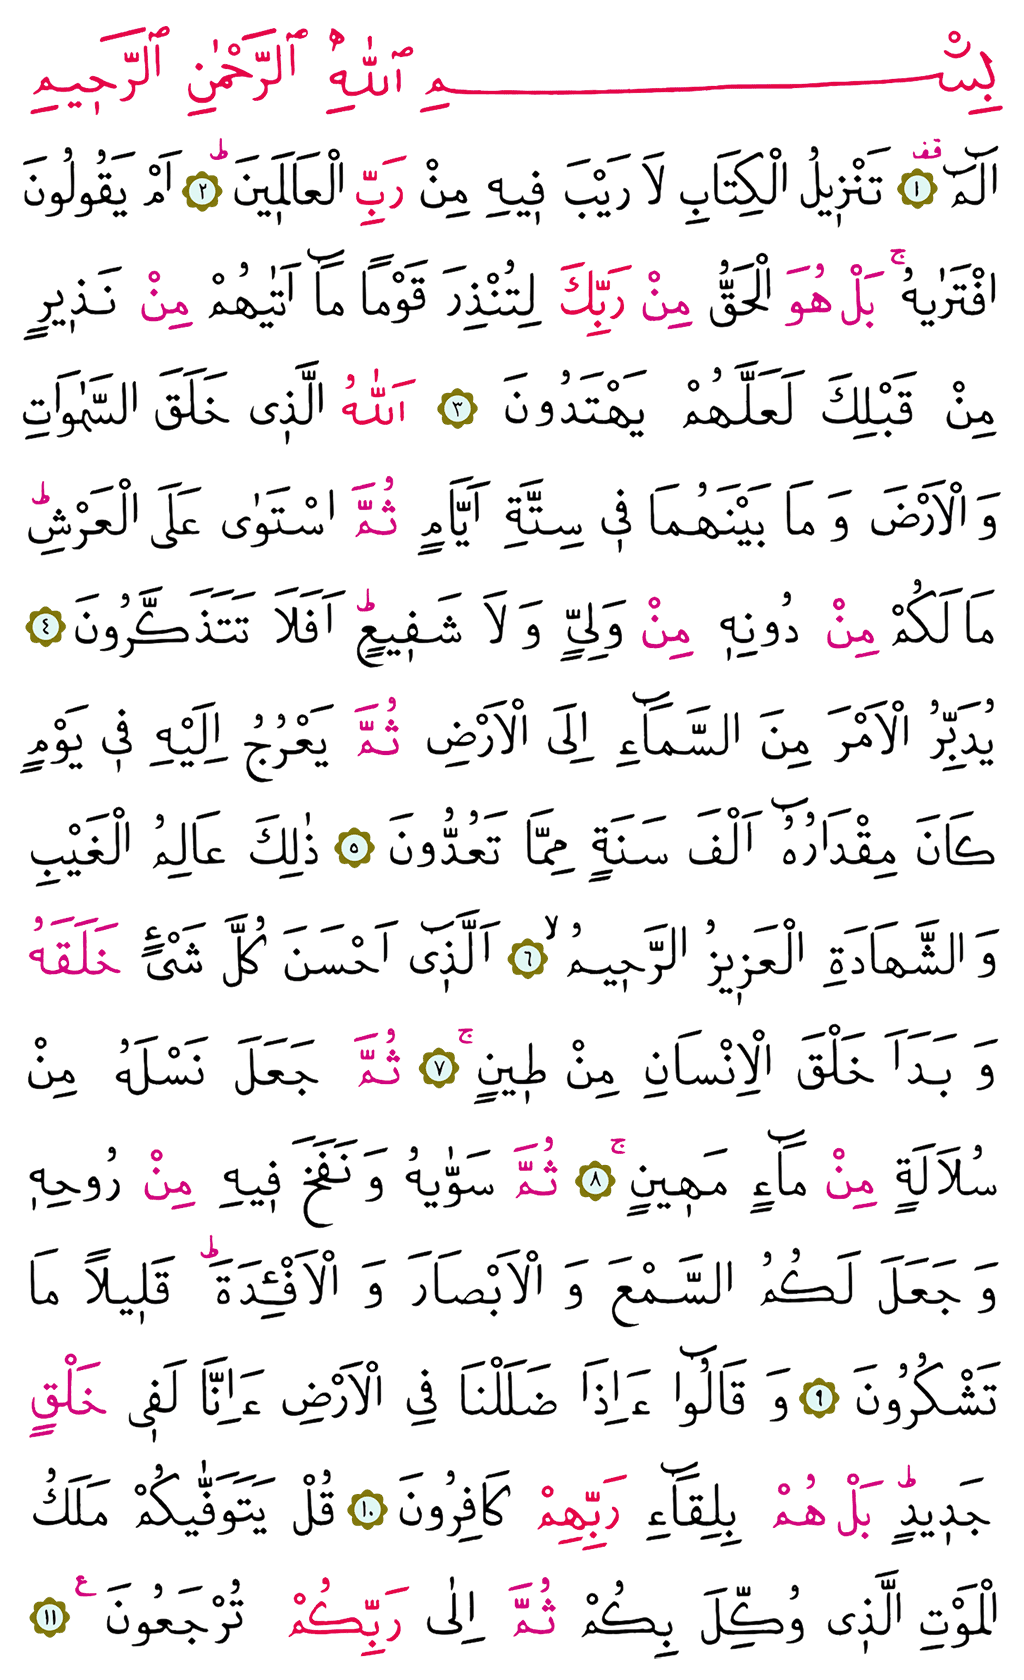 بِسْمِ اللّٰهِ الرَّحْمٰنِ الرَّحٖيمِ
الٓمٓ ۚقف ﴿١﴾ تَنْزٖيلُ الْكِتَابِ لَا رَيْبَ فٖيهِ مِنْ رَبِّ الْعَالَمٖينَ ؕ ﴿٢﴾ اَمْ يَقُولُونَ
افْتَرٰيهُ ۚ بَلْ هُوَ الْحَقُّ مِنْ رَبِّكَ لِتُنْذِرَ قَوْمًا مَٓا اَتٰيهُمْ مِنْ نَذٖيرٍ
مِنْ قَبْلِكَ لَعَلَّهُمْ يَهْتَدُونَ ﴿٣﴾ اَللّٰهُ الَّذٖى خَلَقَ السَّمٰوَاتِ
وَ الْاَرْضَ وَ مَا بَيْنَهُمَا فٖى سِتَّةِ اَيَّامٍ ثُمَّ اسْتَوٰى عَلَى الْعَرْشِ ؕ
مَا لَكُمْ مِنْ دُونِهٖ مِنْ وَلِىٍّ وَ لَا شَفٖيعٍ ؕ اَفَلَا تَتَذَكَّرُونَ ﴿٤﴾
يُدَبِّرُ الْاَمْرَ مِنَ السَّمَٓاءِ اِلَى الْاَرْضِ ثُمَّ يَعْرُجُ اِلَيْهِ فٖى يَوْمٍ
كَانَ مِقْدَارُهُٓ اَلْفَ سَنَةٍ مِمَّا تَعُدُّونَ ﴿٥﴾ ذٰلِكَ عَالِمُ الْغَيْبِ
وَ الشَّهَادَةِ الْعَزٖيزُ الرَّحٖيمُ ۙ ﴿٦﴾ اَلَّذٖٓى اَحْسَنَ كُلَّ شَىْءٍ خَلَقَهُ
وَ بَدَاَ خَلْقَ الْاِنْسَانِ مِنْ طٖينٍ ۚ ﴿٧﴾ ثُمَّ جَعَلَ نَسْلَهُ مِنْ
سُلَالَةٍ مِنْ مَٓاءٍ مَهٖينٍ ۚ ﴿٨﴾ ثُمَّ سَوّٰيهُ وَ نَفَخَ فٖيهِ مِنْ رُوحِهٖ
وَ جَعَلَ لَكُمُ السَّمْعَ وَ الْاَبْصَارَ وَ الْاَفْـِٔدَةَ ؕ قَلٖيلًا مَا
تَشْكُرُونَ ﴿٩﴾ وَ قَالُٓوا ءَاِذَا ضَلَلْنَا فِى الْاَرْضِ ءَاِنَّا لَفٖى خَلْقٍ
جَدٖيدٍ ؕ بَلْ هُمْ بِلِقَٓاءِ رَبِّهِمْ كَافِرُونَ ﴿١٠﴾ قُلْ يَتَوَفّٰيكُمْ مَلَكُ
الْمَوْتِ الَّذٖى وُكِّلَ بِكُمْ ثُمَّ اِلٰى رَبِّكُمْ تُرْجَعُونَ ع ﴿١١﴾